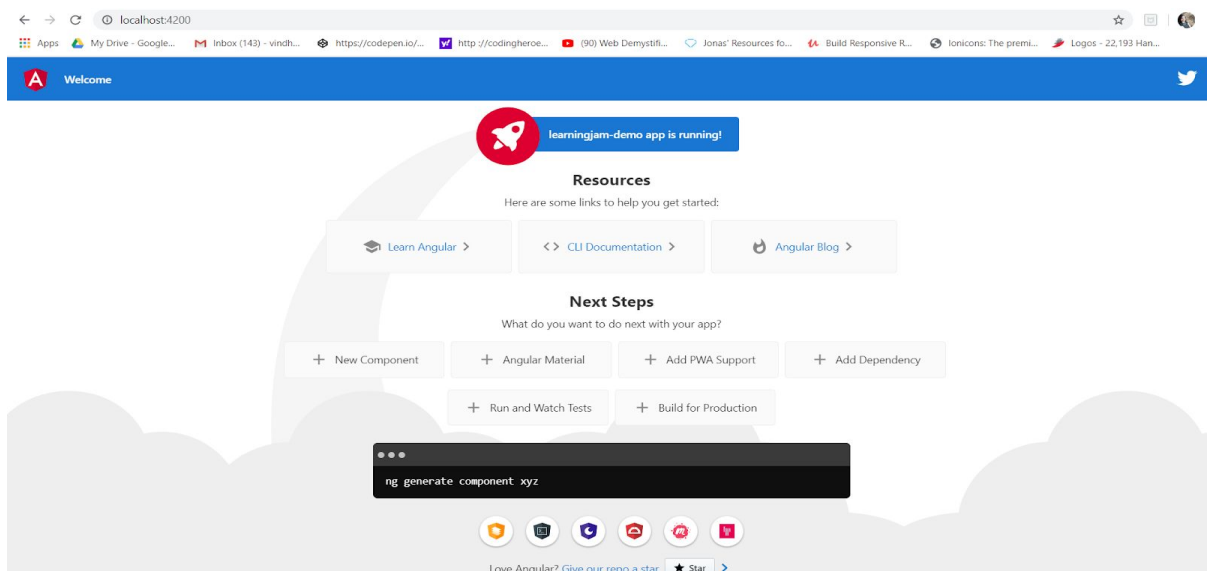 localhost:4200
Apps My Drive - Google... Inbox (143) - vindh... https://codepen.io/... http ://codingheroe... (90) Web Demystifi... Jonas' Resources fo... Build Responsive R... Ionicons: The premi... Logos - 22,193 Han...
Welcome
learningjam-demo app is running!
Resources
Here are some links to help you get started:
Learn Angular CLI Documentation Angular Blog
Next Steps
What do you want to do next with your app?
New Component Angular Material Add PWA Support Add Dependency
Run and Watch Tests Build for Production
ng generate component xyz
Love Angular? Give our repo a star. Star